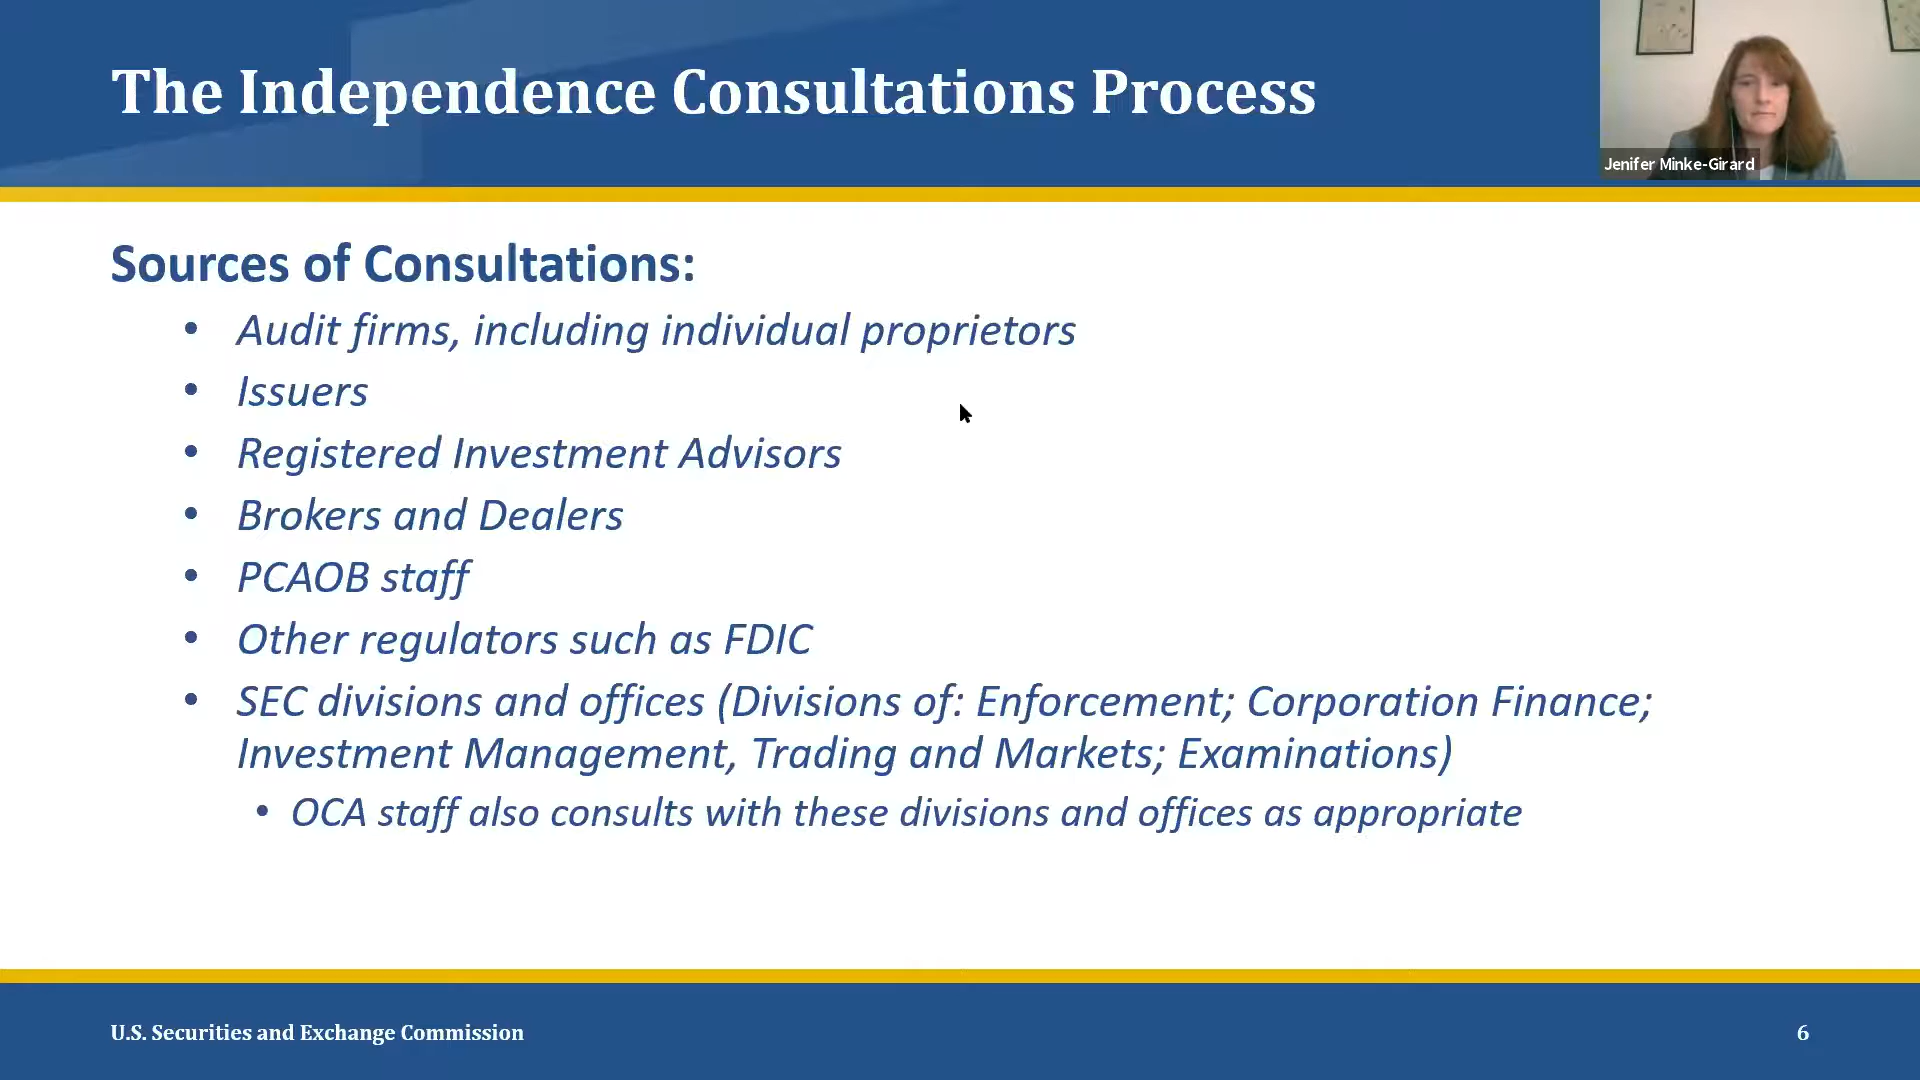 The Independence Consultations Process
Jenifer Minke-Girard
Sources of Consultations:
• Audit firms, including individual proprietors
• Issuers
• Registered Investment Advisors
• Brokers and Dealers
• PCAOB staff
• Other regulators such as FDIC
• SEC divisions and offices (Divisions of: Enforcement; Corporation Finance;
Investment Management, Trading and Markets; Examinations)
• OCA staff also consults with these divisions and offices as appropriate
U.S. Securities and Exchange Commission
6